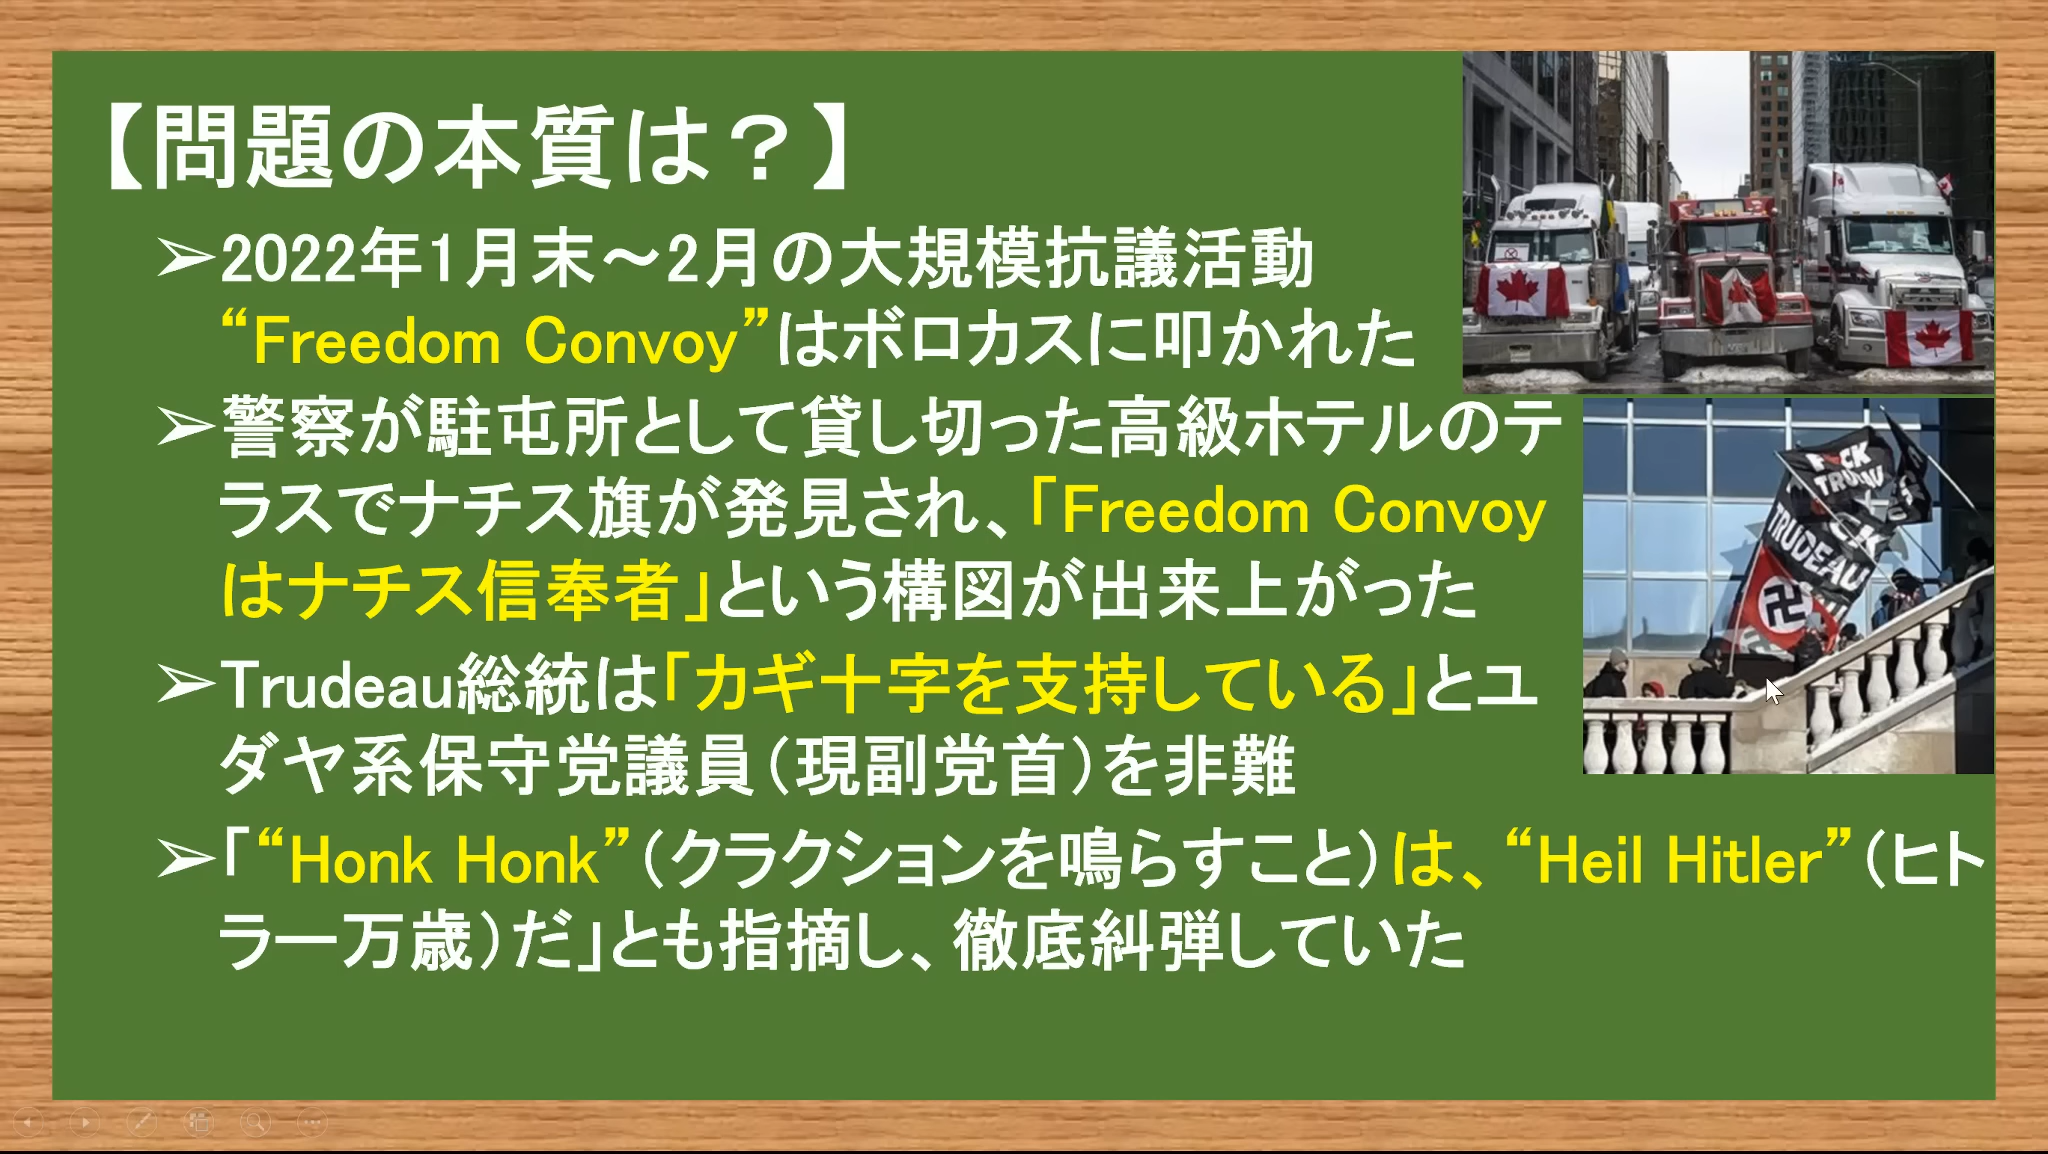 【問題の本質は？】
➢2022年1月末～2月の大規模抗議活動
“Freedom Convoy”はボロカスに叩かれた
➢警察が駐屯所として貸し切った高級ホテルのテ
ラスでナチス旗が発見され、「Freedom Convoy
はナチス信奉者」という構図が出来上がった
➢Trudeau総統は「カギ十字を支持している」とユ
ダヤ系保守党議員（現副党首）を非難
➢「“Honk Honk”（クラクションを鳴らすこと）は、“Heil Hitler”（ヒト
ラー万歳）だ」とも指摘し、徹底糾弾していた
F CK
TRUDEAU
CK
TRUDEAU